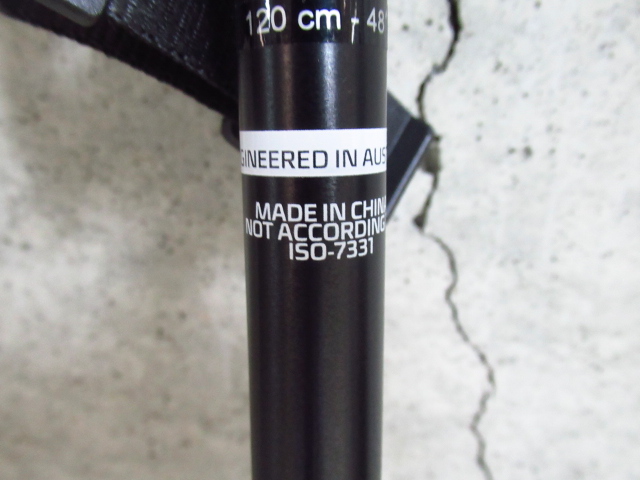 120 cm - 48
GINEERED IN AUS
MADE IN CHINA
NOT ACCORDING
ISO-7331